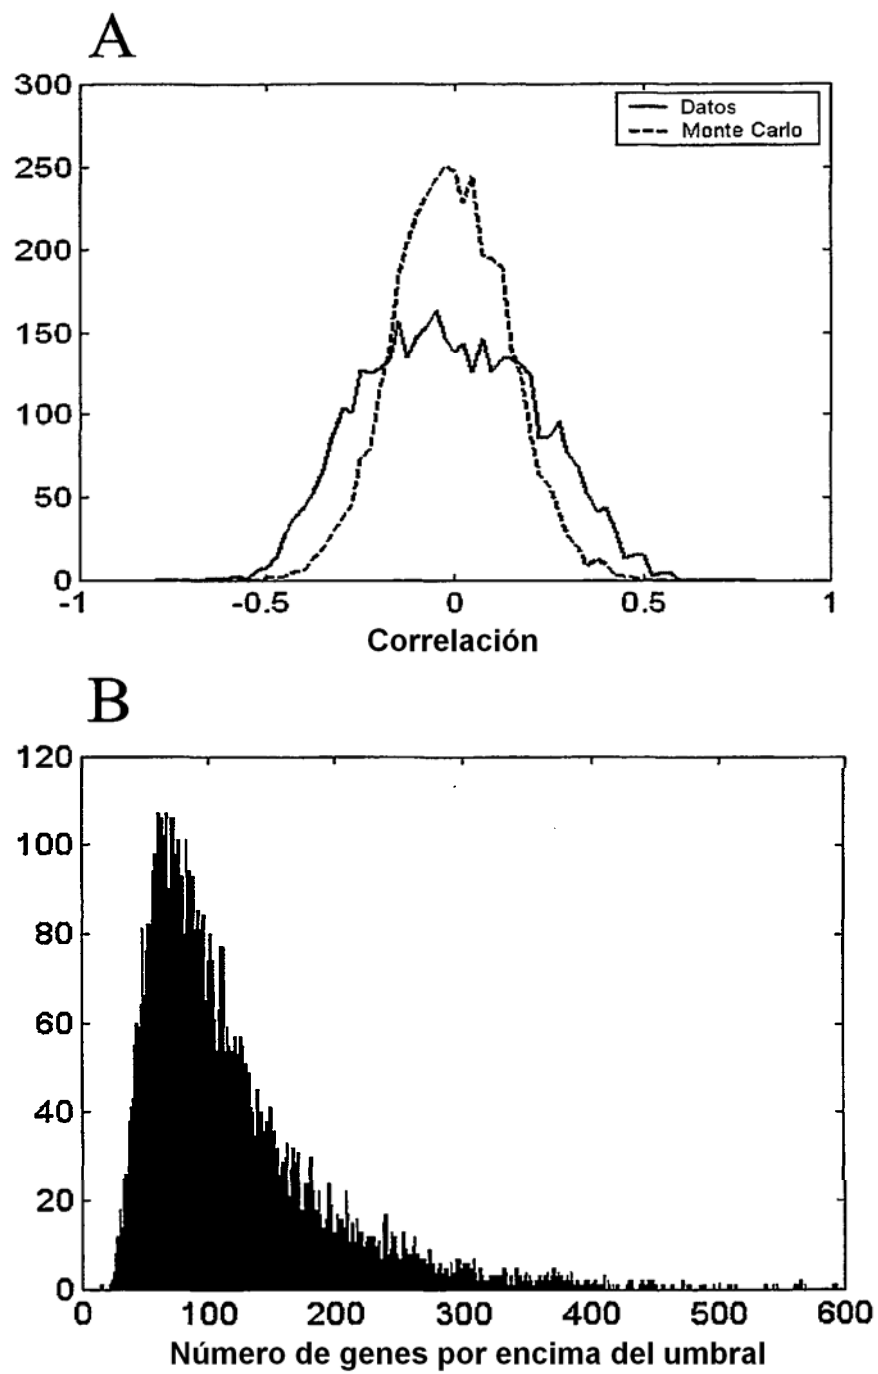 A
300
250
200
150
100
50
0
-1 -0.5 0 0.5 1
Datos
Monte Carlo
Correlación
B
120
100
80
60
40
20
0
0 100 200 300 400 500 600
Número de genes por encima del umbral